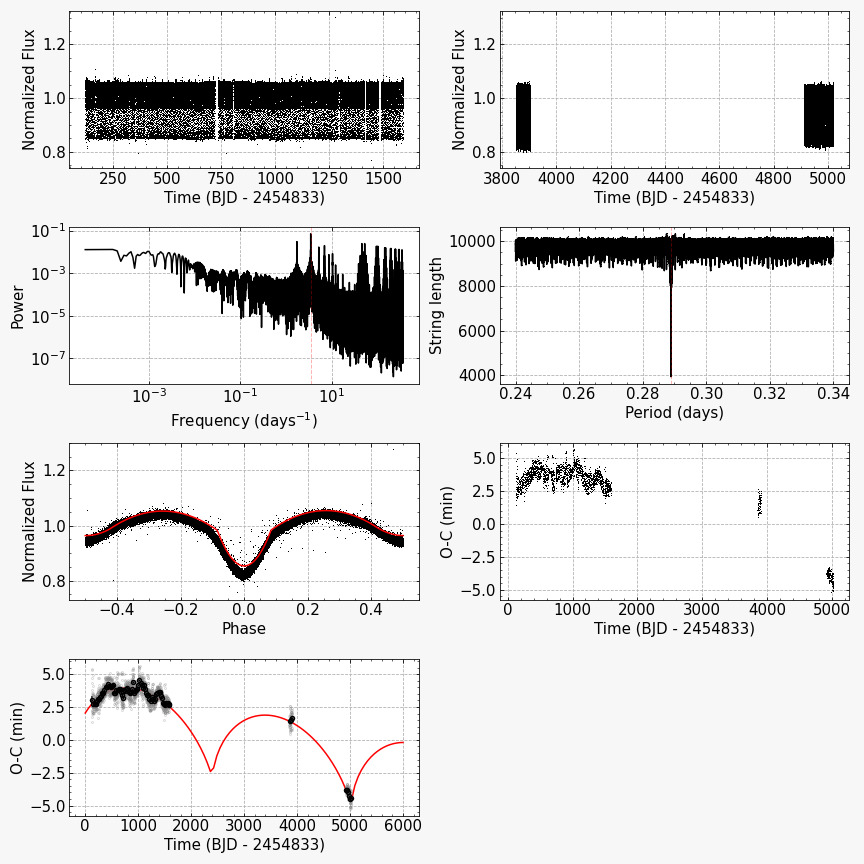 Normalized Flux
1.2
1.0
0.8
250 500 750 1000 1250 1500
Time (BJD - 2454833)
Normalized Flux
1.2
1.0
0.8
3800 4000 4200 4400 4600 4800 5000
Time (BJD - 2454833)
Power
10⁻¹
10⁻³
10⁻⁵
10⁻⁷
10⁻³ 10⁻¹ 10¹
Frequency (days⁻¹)
String length
10000
8000
6000
4000
0.24 0.26 0.28 0.30 0.32 0.34
Period (days)
Normalized Flux
1.2
1.0
0.8
−0.4 −0.2 0.0 0.2 0.4
Phase
O-C (min)
5.0
2.5
0.0
−2.5
−5.0
0 1000 2000 3000 4000 5000
Time (BJD - 2454833)
O-C (min)
5.0
2.5
0.0
−2.5
−5.0
0 1000 2000 3000 4000 5000 6000
Time (BJD - 2454833)